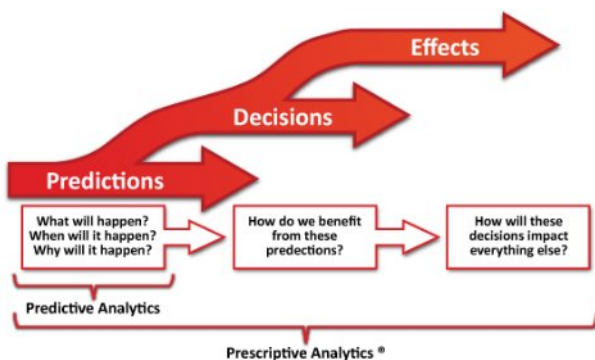 Effects
Decisions
Predictions
What will happen?
When will it happen?
Why will it happen?
How do we benefit
from these
predections?
How will these
decisions impact
everything else?
Predictive Analytics
Prescriptive Analytics ®